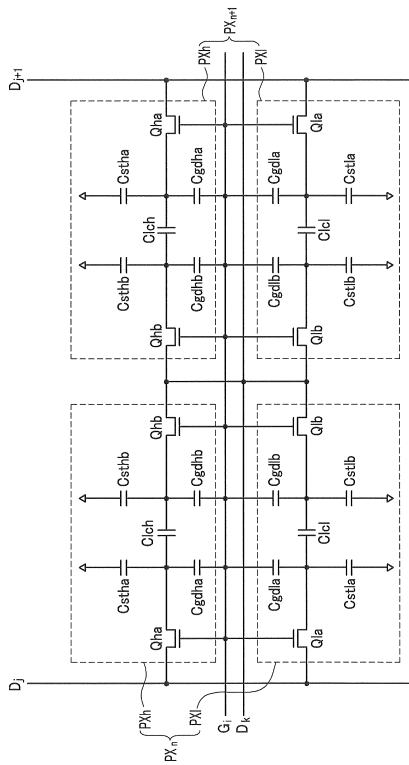 Dj Dj+1
Cstha Csthb Csthb Cstha
Clch Clch
Qha Qhb Qhb Qha
Cgdha Cgdhb Cgdhb Cgdha
PXh PXh
PXn PXn+1
PXl PXl
Gi
Dk
Cgdla Cgdlb Cgdlb Cgdla
Qla Qlb Qlb Qla
Clcl Clcl
Cstla Cstlb Cstlb Cstla